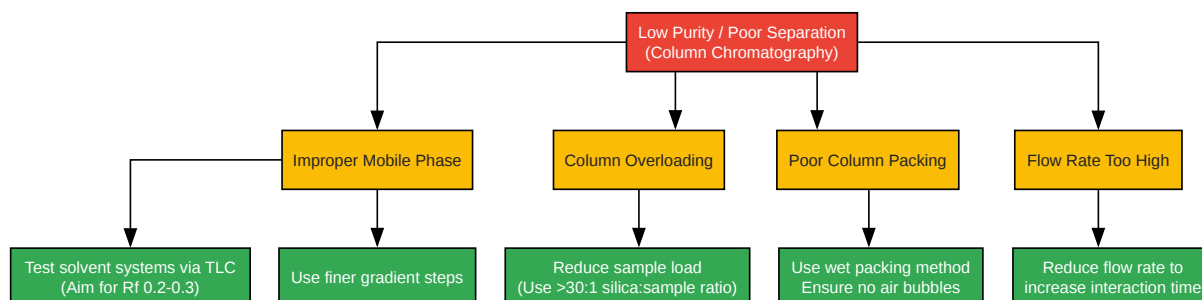 Low Purity / Poor Separation
(Column Chromatography)
Improper Mobile Phase
Column Overloading
Poor Column Packing
Flow Rate Too High
Test solvent systems via TLC
(Aim for Rf 0.2-0.3)
Use finer gradient steps
Reduce sample load
(Use >30:1 silica:sample ratio)
Use wet packing method
Ensure no air bubbles
Reduce flow rate to
increase interaction time